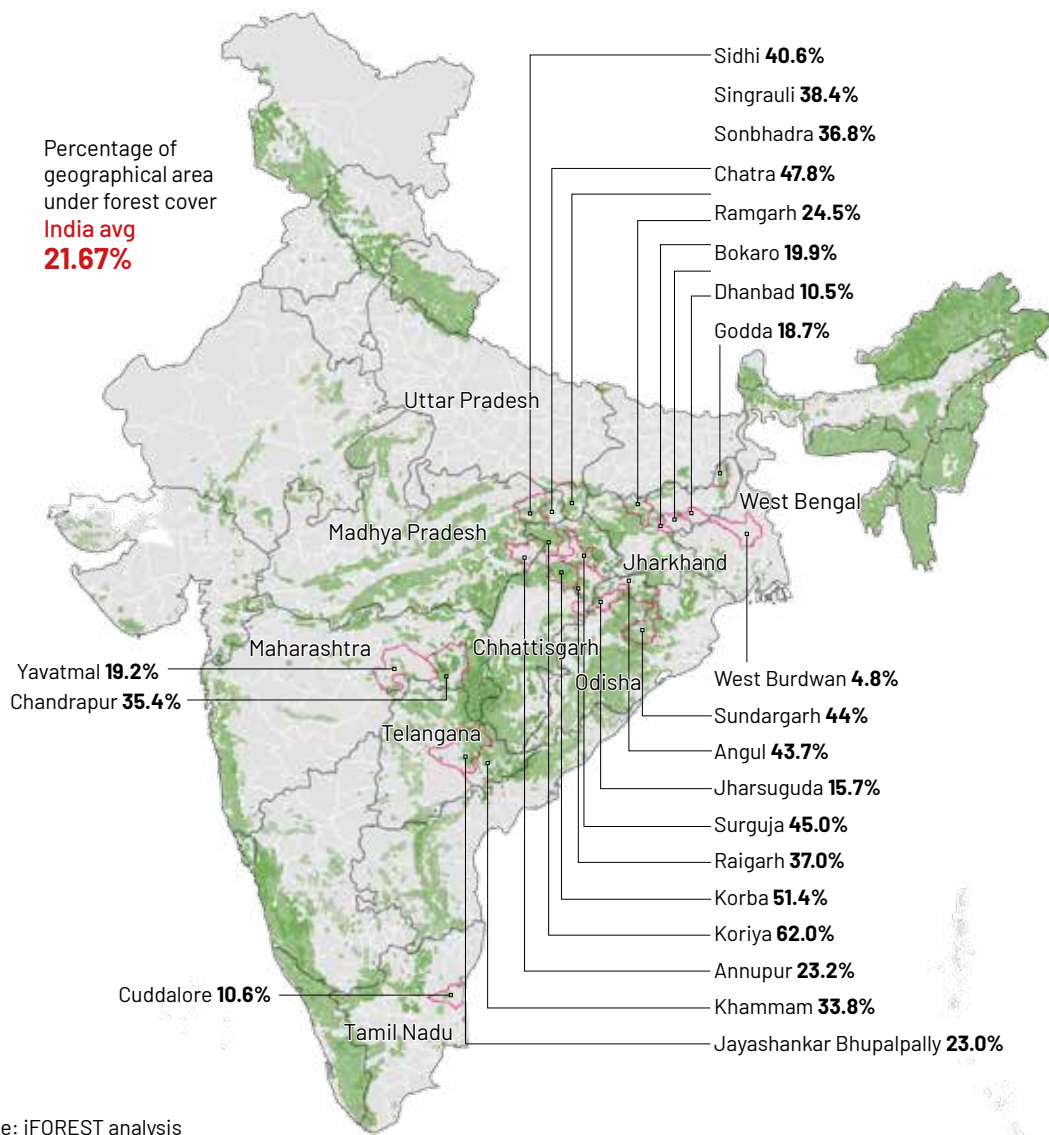 Percentage of
geographical area
under forest cover
India avg
21.67%
Sidhi 40.6%
Singrauli 38.4%
Sonbhadra 36.8%
Chatra 47.8%
Ramgarh 24.5%
Bokaro 19.9%
Dhanbad 10.5%
Godda 18.7%
Uttar Pradesh
West Bengal
Madhya Pradesh
Jharkhand
Maharashtra
Chhattisgarh
Odisha
Telangana
Tamil Nadu
Yavatmal 19.2%
Chandrapur 35.4%
Cuddalore 10.6%
West Burdwan 4.8%
Sundargarh 44%
Angul 43.7%
Jharsuguda 15.7%
Surguja 45.0%
Raigarh 37.0%
Korba 51.4%
Koriya 62.0%
Annupur 23.2%
Khammam 33.8%
Jayashankar Bhupalpally 23.0%
e: iFOREST analysis